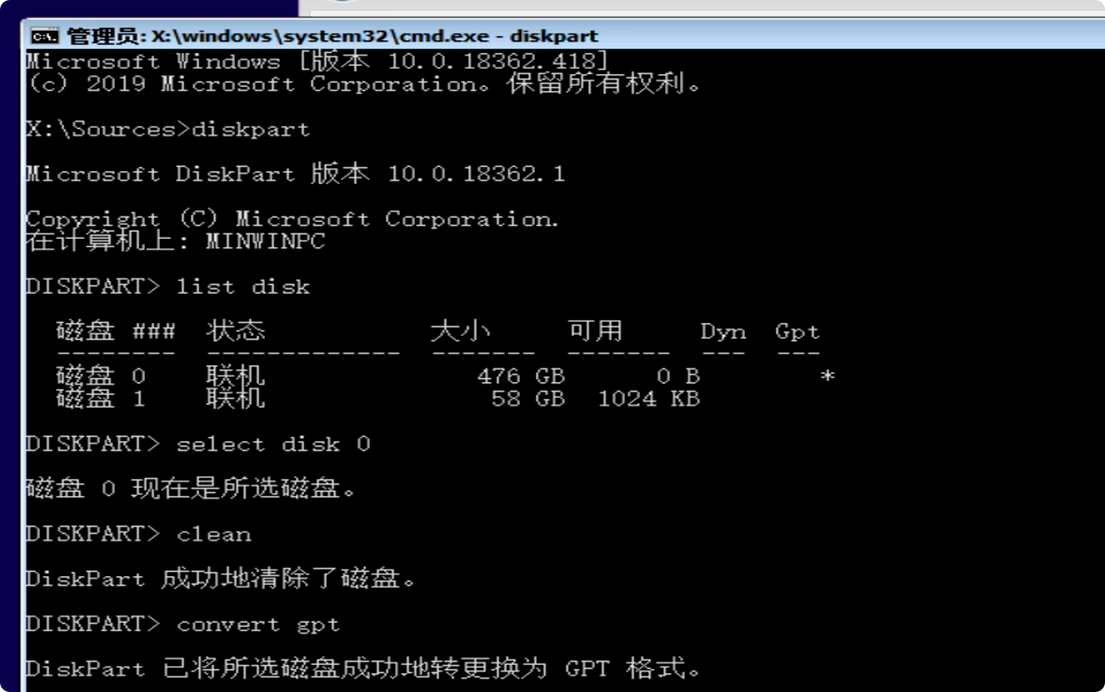 管理员: X:\windows\system32\cmd.exe - diskpart
Microsoft Windows [版本 10.0.18362.418]
(c) 2019 Microsoft Corporation。保留所有权利。
X:\Sources>diskpart
Microsoft DiskPart 版本 10.0.18362.1
Copyright (C) Microsoft Corporation.
在计算机上: MINWINPC
DISKPART> list disk
磁盘 ### 状态 大小 可用 Dyn Gpt
-------- ------------- ------- ------- --- ---
磁盘 0 联机 476 GB 0 B *
磁盘 1 联机 58 GB 1024 KB
DISKPART> select disk 0
磁盘 0 现在是所选磁盘。
DISKPART> clean
DiskPart 成功地清除了磁盘。
DISKPART> convert gpt
DiskPart 已将所选磁盘成功地转更换为 GPT 格式。